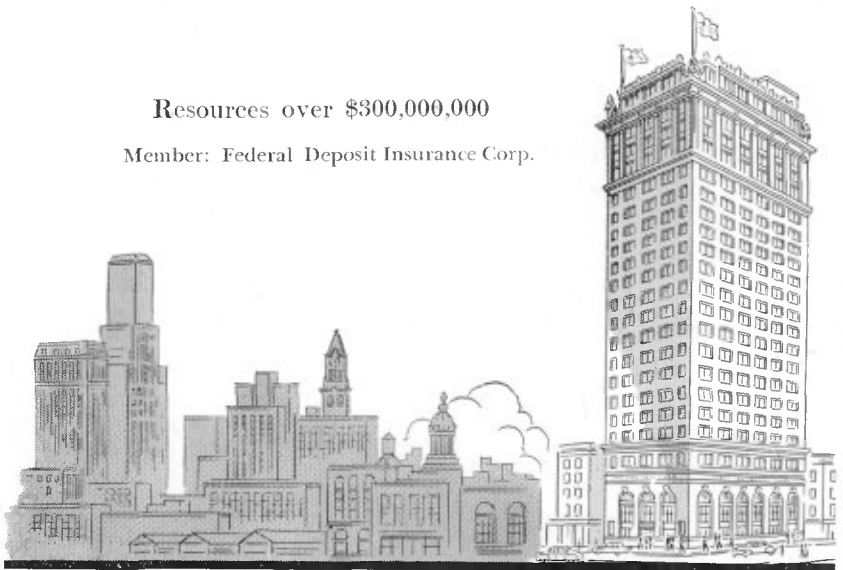 Resources over $300,000,000
Member: Federal Deposit Insurance Corp.